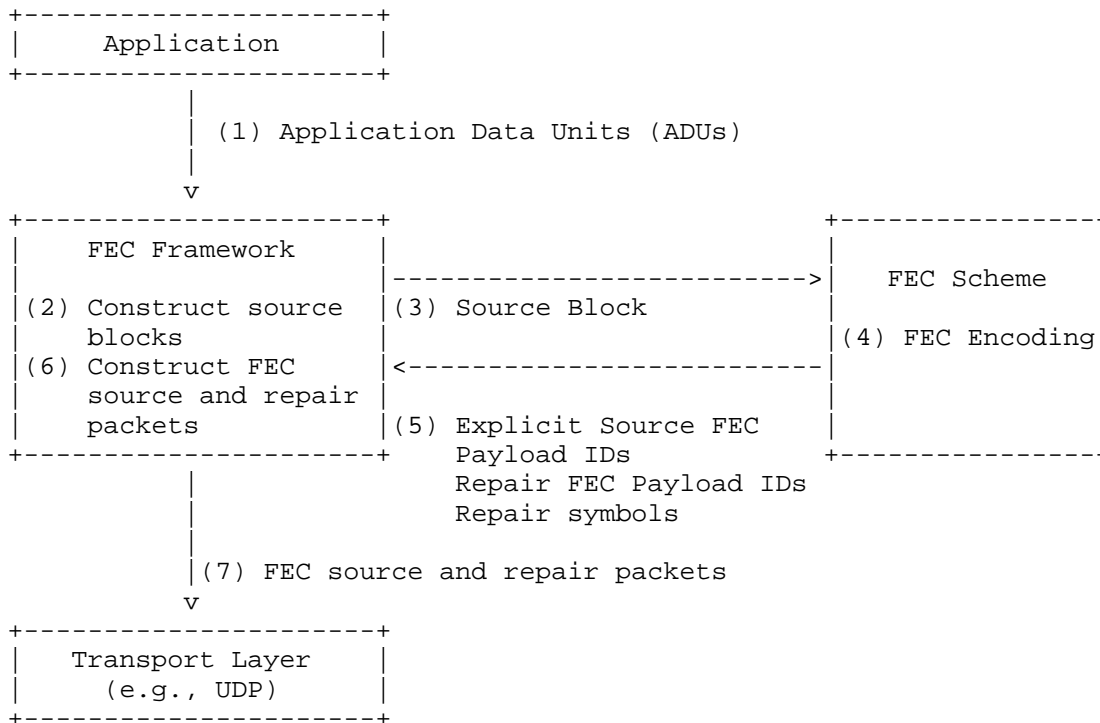 Application
(1) Application Data Units (ADUs)
FEC Framework
FEC Scheme
(2) Construct source
(3) Source Block
blocks
(4) FEC Encoding
(6) Construct FEC
source and repair
packets
(5) Explicit Source FEC
Payload IDs
Repair FEC Payload IDs
Repair symbols
(7) FEC source and repair packets
Transport Layer
(e.g., UDP)